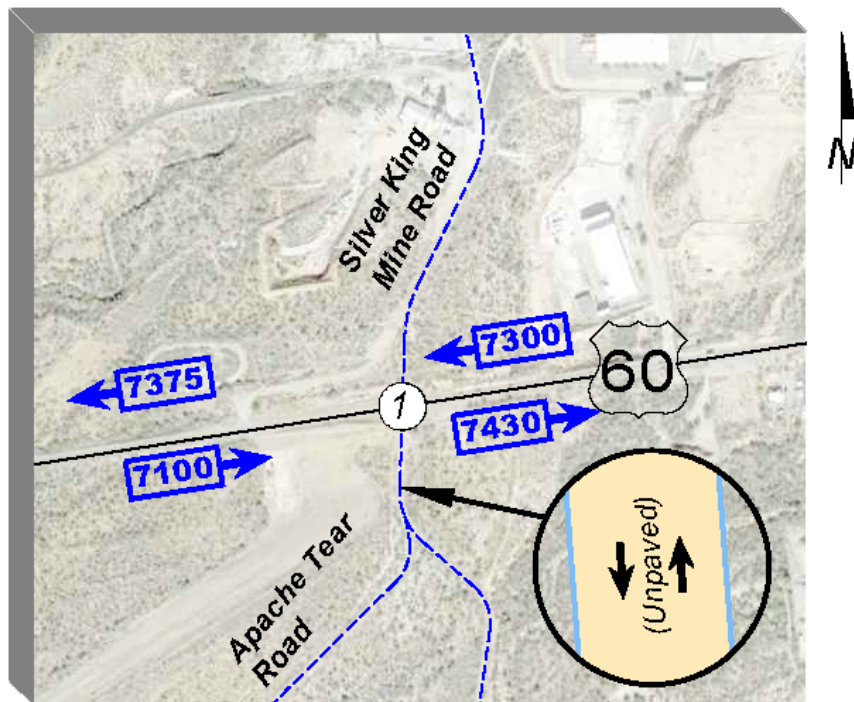 Silver King
Mine Road
N
7300
7375
60
1
7430
7100
(Unpaved)
Apache Tear
Road